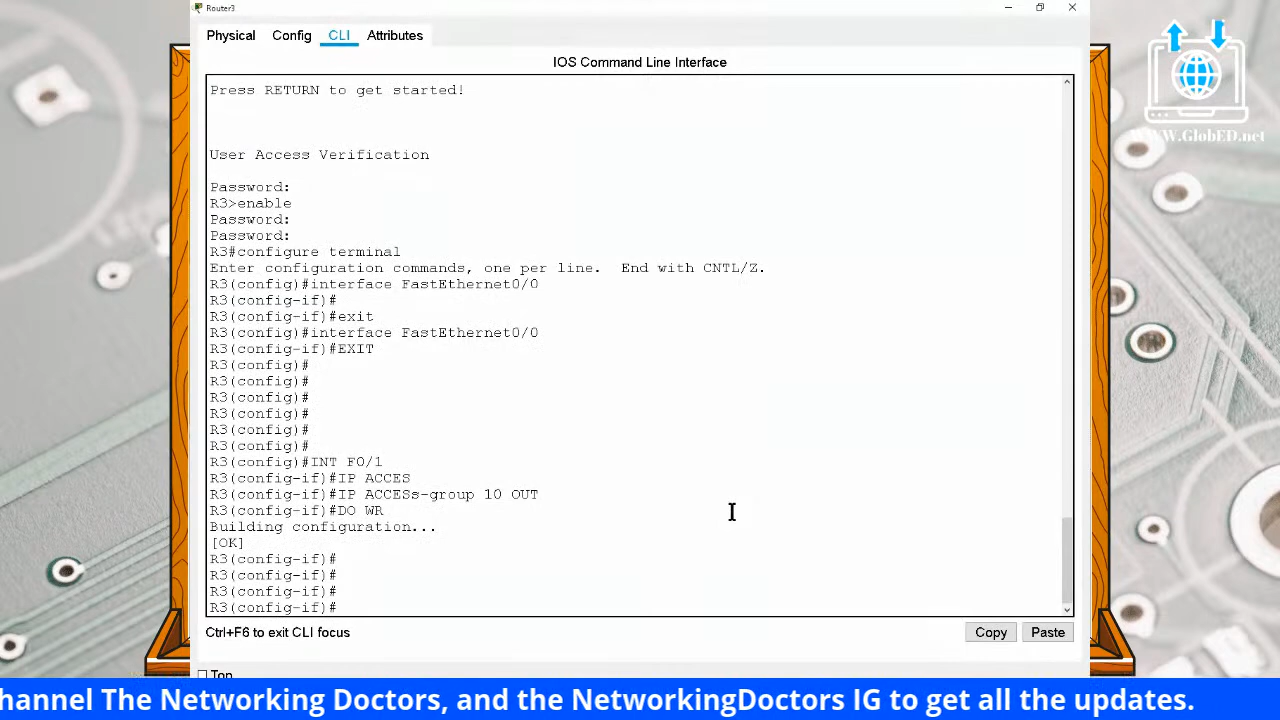 Router3
Physical Config CLI Attributes
IOS Command Line Interface
Press RETURN to get started!
User Access Verification
Password:
R3>enable
Password:
Password:
R3#configure terminal
Enter configuration commands, one per line.  End with CNTL/Z.
R3(config)#interface FastEthernet0/0
R3(config-if)#
R3(config-if)#exit
R3(config)#interface FastEthernet0/0
R3(config-if)#EXIT
R3(config)#
R3(config)#
R3(config)#
R3(config)#
R3(config)#
R3(config)#
R3(config)#INT F0/1
R3(config-if)#IP ACCES
R3(config-if)#IP ACCESs-group 10 OUT
R3(config-if)#DO WR
Building configuration...
[OK]
R3(config-if)#
R3(config-if)#
R3(config-if)#
R3(config-if)#
Ctrl+F6 to exit CLI focus
Copy Paste
Top
WWW.GlobED.net
hannel The Networking Doctors, and the NetworkingDoctors IG to get all the updates.